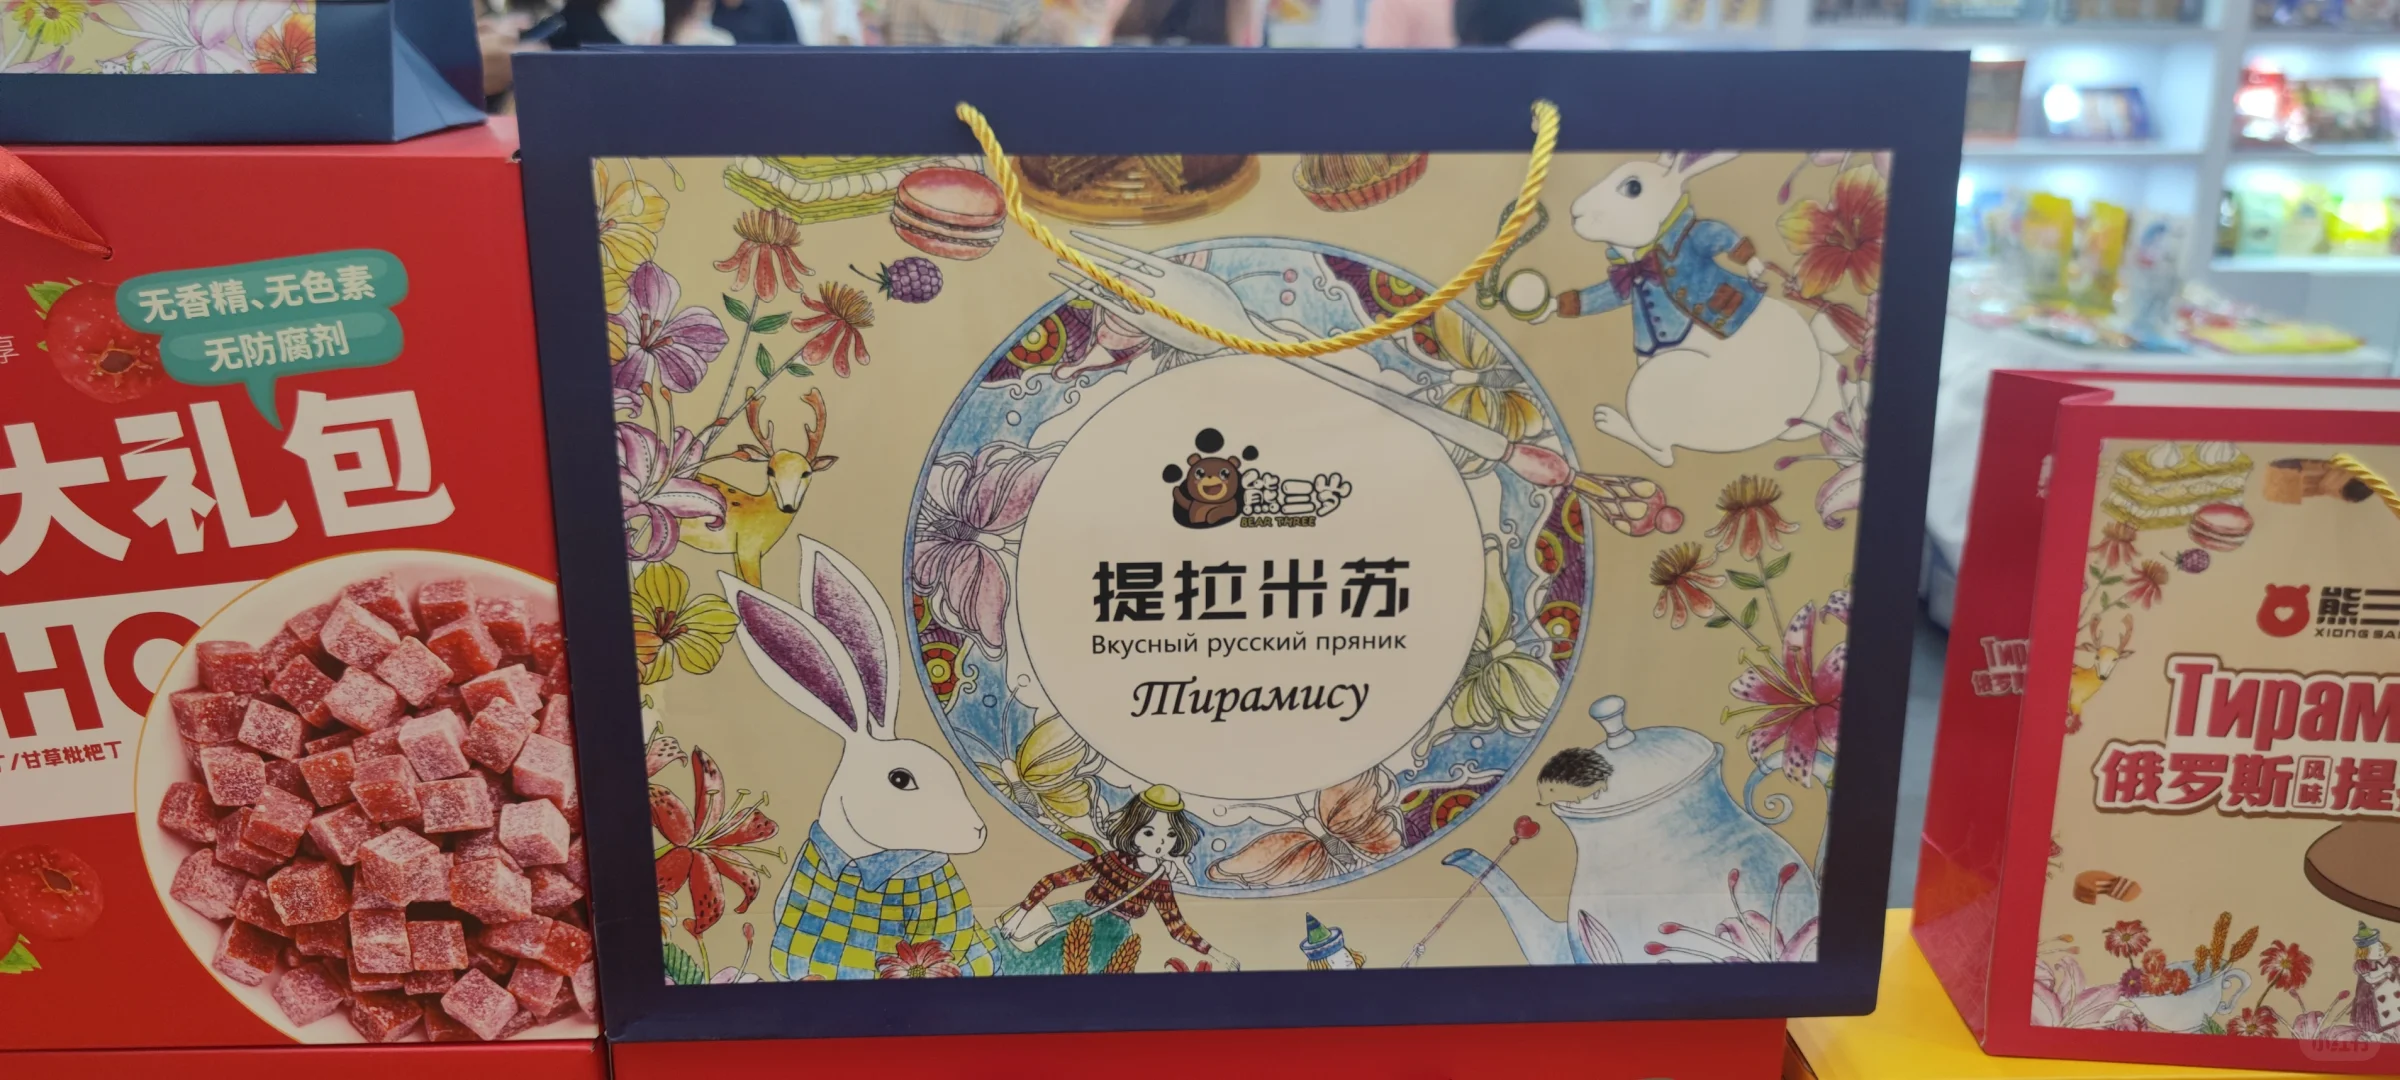 无香精、无色素
无防腐剂
大礼包
HO
/甘草枇杷丁
熊三岁
BEAR THREE
提拉米苏
Вкусный русский пряник
Тирамису
熊三
XIONG SA
Тирам
俄罗斯风味提